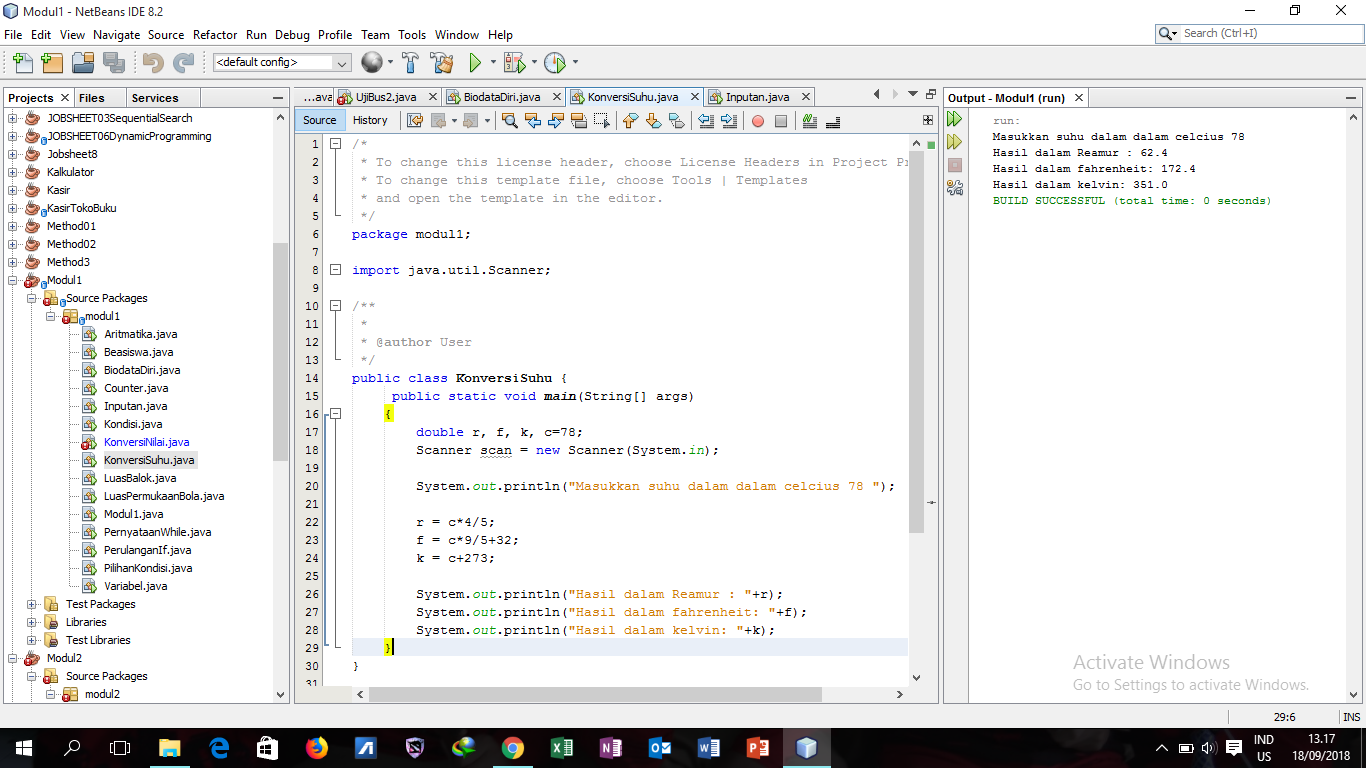 Modul1 - NetBeans IDE 8.2
File Edit View Navigate Source Refactor Run Debug Profile Team Tools Window Help
Search (Ctrl+I)
<default config>
Projects Files Services
JOBSHEET03SequentialSearch
JOBSHEET06DynamicProgramming
Jobsheet8
Kalkulator
Kasir
KasirTokoBuku
Method01
Method02
Method3
Modul1
Source Packages
modul1
Aritmatika.java
Beasiswa.java
BiodataDiri.java
Counter.java
Inputan.java
Kondisi.java
KonversiNilai.java
KonversiSuhu.java
LuasBalok.java
LuasPermukaanBola.java
Modul1.java
PernyataanWhile.java
PerulanganIf.java
PilihanKondisi.java
Variabel.java
Test Packages
Libraries
Test Libraries
Modul2
Source Packages
modul2
...ava UjiBus2.java BiodataDiri.java KonversiSuhu.java Inputan.java
Source History
1 /*
2 * To change this license header, choose License Headers in Project Pr
3 * To change this template file, choose Tools | Templates
4 * and open the template in the editor.
5 */
6 package modul1;
7
8 import java.util.Scanner;
9
10 /**
11 *
12 * @author User
13 */
14 public class KonversiSuhu {
15 public static void main(String[] args)
16 {
17 double r, f, k, c=78;
18 Scanner scan = new Scanner(System.in);
19
20 System.out.println("Masukkan suhu dalam dalam celcius 78 ");
21
22 r = c*4/5;
23 f = c*9/5+32;
24 k = c+273;
25
26 System.out.println("Hasil dalam Reamur : "+r);
27 System.out.println("Hasil dalam fahrenheit: "+f);
28 System.out.println("Hasil dalam kelvin: "+k);
29 }
30 }
31
Output - Modul1 (run)
run:
Masukkan suhu dalam dalam celcius 78
Hasil dalam Reamur : 62.4
Hasil dalam fahrenheit: 172.4
Hasil dalam kelvin: 351.0
BUILD SUCCESSFUL (total time: 0 seconds)
Activate Windows
Go to Settings to activate Windows.
29:6 INS
IND
US
13.17
18/09/2018